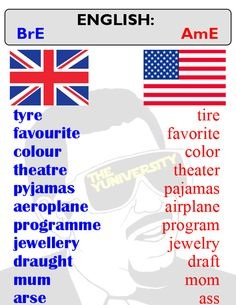 ENGLISH:
BrE AmE
tyre tire
favourite favorite
colour color
theatre theater
pyjamas pajamas
aeroplane airplane
programme program
jewellery jewelry
draught draft
mum mom
arse ass
THE
YUNIVERSITY